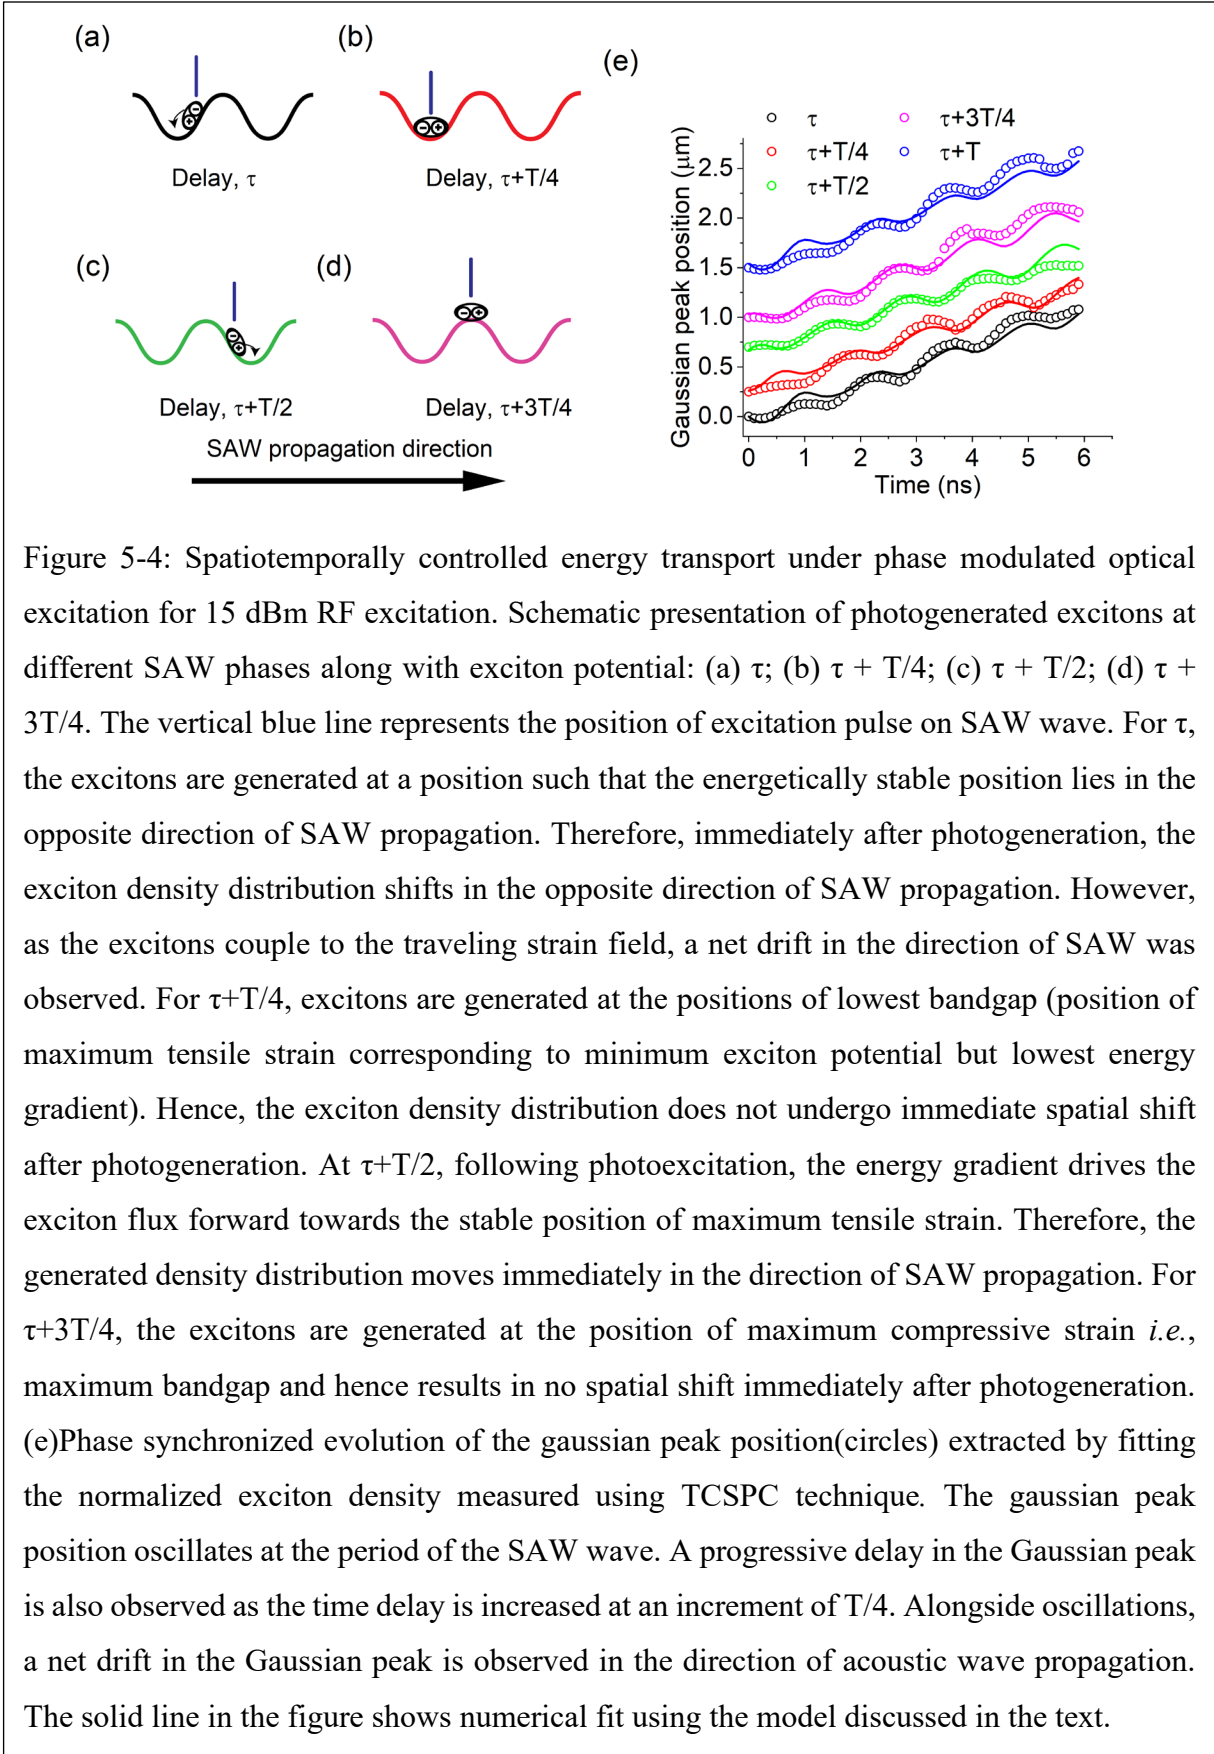 (a)
(b)
Delay, τ
Delay, τ+T/4
(c)
(d)
Delay, τ+T/2
Delay, τ+3T/4
SAW propagation direction
(e)
τ
τ+3T/4
τ+T/4
τ+T
τ+T/2
Gaussian peak position (μm)
2.5
2.0
1.5
1.0
0.5
0.0
0 1 2 3 4 5 6
Time (ns)
Figure 5-4: Spatiotemporally controlled energy transport under phase modulated optical
excitation for 15 dBm RF excitation. Schematic presentation of photogenerated excitons at
different SAW phases along with exciton potential: (a) τ; (b) τ + T/4; (c) τ + T/2; (d) τ +
3T/4. The vertical blue line represents the position of excitation pulse on SAW wave. For τ,
the excitons are generated at a position such that the energetically stable position lies in the
opposite direction of SAW propagation. Therefore, immediately after photogeneration, the
exciton density distribution shifts in the opposite direction of SAW propagation. However,
as the excitons couple to the traveling strain field, a net drift in the direction of SAW was
observed. For τ+T/4, excitons are generated at the positions of lowest bandgap (position of
maximum tensile strain corresponding to minimum exciton potential but lowest energy
gradient). Hence, the exciton density distribution does not undergo immediate spatial shift
after photogeneration. At τ+T/2, following photoexcitation, the energy gradient drives the
exciton flux forward towards the stable position of maximum tensile strain. Therefore, the
generated density distribution moves immediately in the direction of SAW propagation. For
τ+3T/4, the excitons are generated at the position of maximum compressive strain i.e.,
maximum bandgap and hence results in no spatial shift immediately after photogeneration.
(e)Phase synchronized evolution of the gaussian peak position(circles) extracted by fitting
the normalized exciton density measured using TCSPC technique. The gaussian peak
position oscillates at the period of the SAW wave. A progressive delay in the Gaussian peak
is also observed as the time delay is increased at an increment of T/4. Alongside oscillations,
a net drift in the Gaussian peak is observed in the direction of acoustic wave propagation.
The solid line in the figure shows numerical fit using the model discussed in the text.